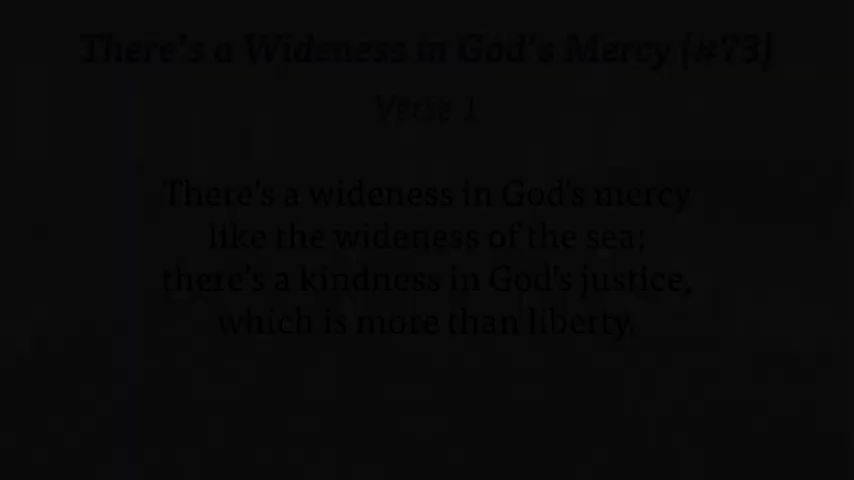 There's a Wideness in God's Mercy (#73)
Verse 1
There's a wideness in God's mercy
like the wideness of the sea;
there's a kindness in God's justice,
which is more than liberty.